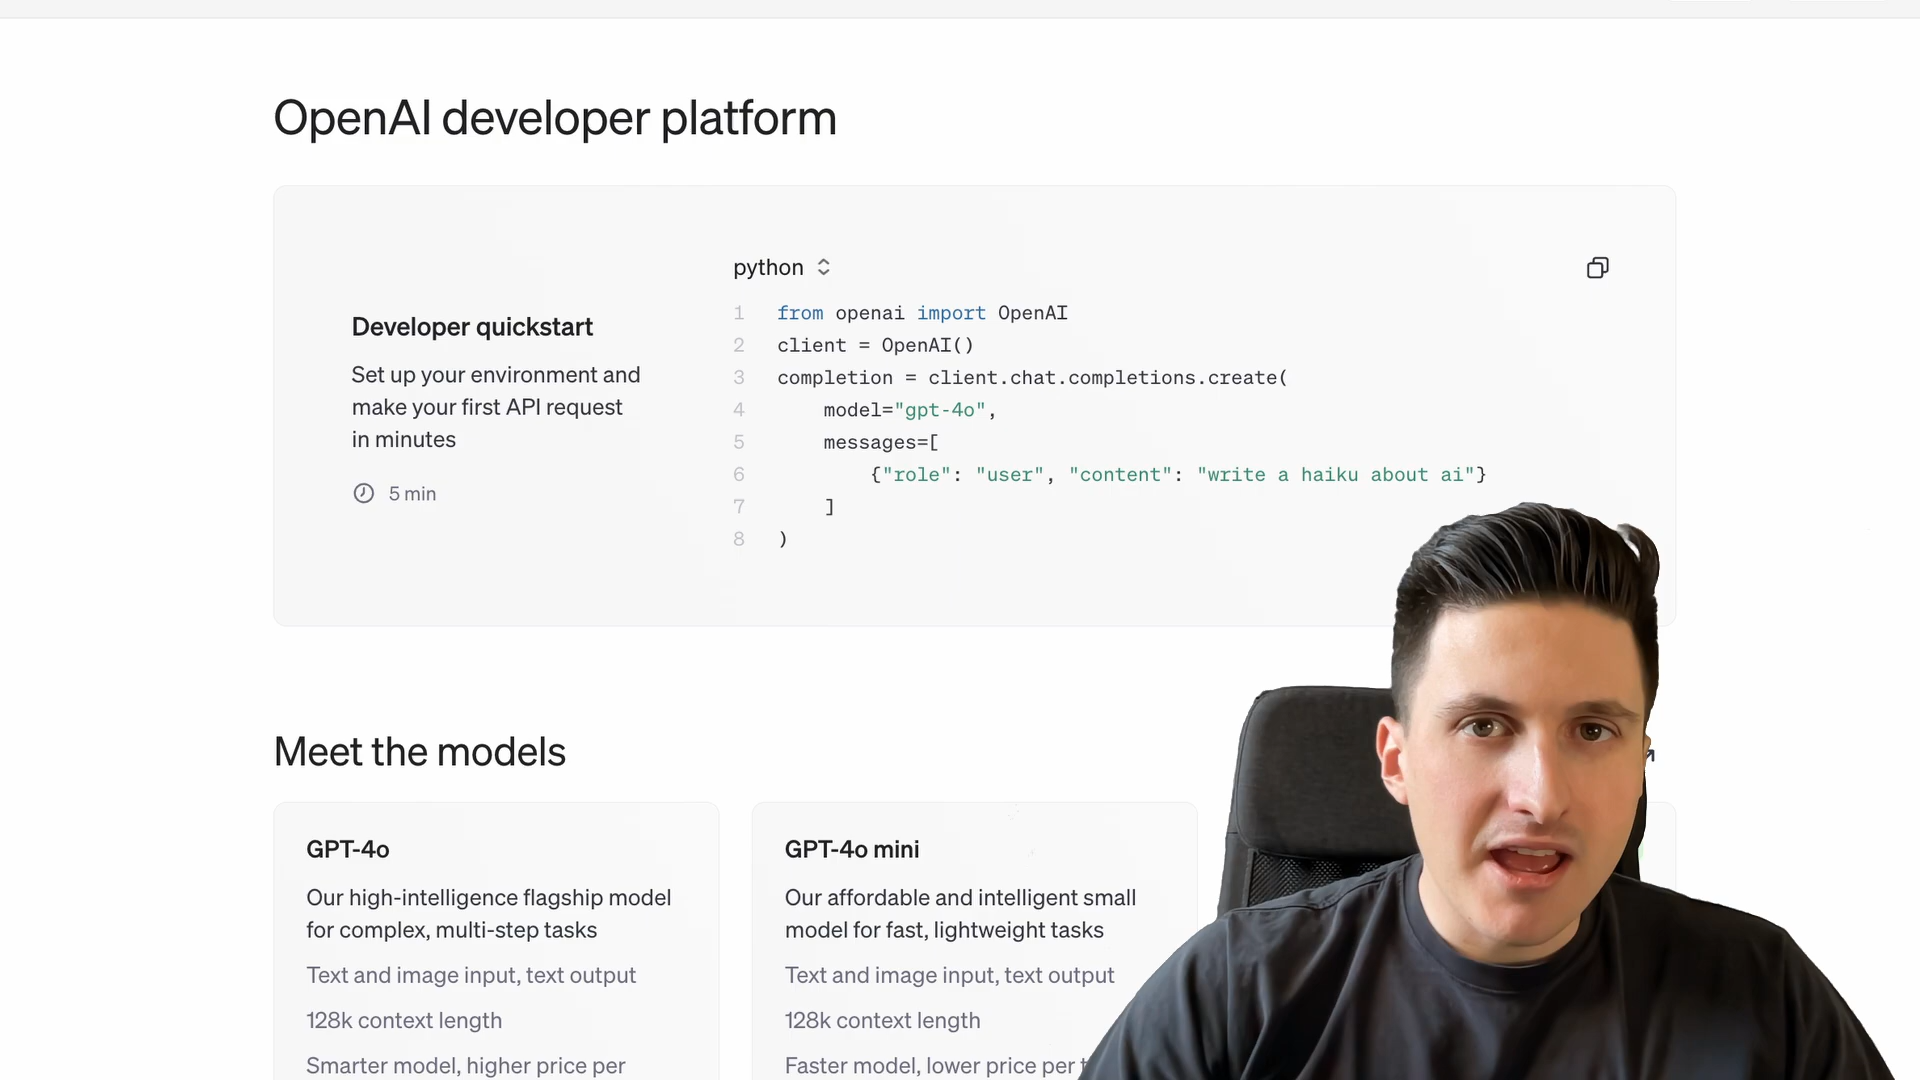 OpenAI developer platform
Developer quickstart
Set up your environment and
make your first API request
in minutes
5 min
python
1 from openai import OpenAI
2 client = OpenAI()
3 completion = client.chat.completions.create(
4 model="gpt-4o",
5 messages=[
6 {"role": "user", "content": "write a haiku about ai"}
7 ]
8 )
Meet the models
GPT-4o
Our high-intelligence flagship model
for complex, multi-step tasks
Text and image input, text output
128k context length
Smarter model, higher price per
GPT-4o mini
Our affordable and intelligent small
model for fast, lightweight tasks
Text and image input, text output
128k context length
Faster model, lower price per